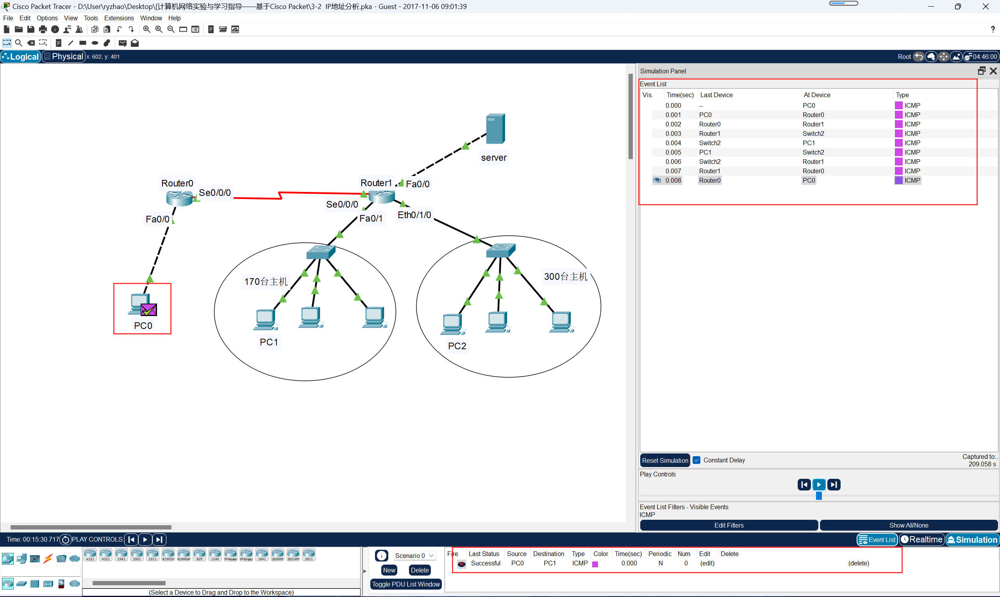 Cisco Packet Tracer - D:\User\ryzhao\Desktop\[计算机网络实验与学习指导——基于Cisco Packet\3-2  IP地址分析.pka - Guest - 2017-11-06 09:01:39
File Edit Options View Tools Extensions Window Help
?
Logical Physical x: 602, y: 401 Root 04:46:00
Simulation Panel
Event List
Vis. Time(sec) Last Device At Device Type
0.000 -- PC0 ICMP
0.001 PC0 Router0 ICMP
0.002 Router0 Router1 ICMP
0.003 Router1 Switch2 ICMP
0.004 Switch2 PC1 ICMP
0.005 PC1 Switch2 ICMP
0.006 Switch2 Router1 ICMP
0.007 Router1 Router0 ICMP
0.008 Router0 PC0 ICMP
server
Router0
Se0/0/0
Router1
Fa0/0
Se0/0/0
Fa0/0
Fa0/1
Eth0/1/0
170台主机
300台主机
PC0
PC1
PC2
Reset Simulation Constant Delay
Captured to:
209.058 s
Play Controls
Event List Filters - Visible Events
ICMP
Edit Filters Show All/None
Time: 00:15:30.717 PLAY CONTROLS: Event List Realtime Simulation
4331 4321 1941 2901 2911 819IOX 819HGW 829 1240 PT-Router PT-Empty 1841 2620XM 2621XM 2811
(Select a Device to Drag and Drop to the Workspace)
Scenario 0
New Delete
Toggle PDU List Window
Fire Last Status Source Destination Type Color Time(sec) Periodic Num Edit Delete
Successful PC0 PC1 ICMP 0.000 N 0 (edit) (delete)